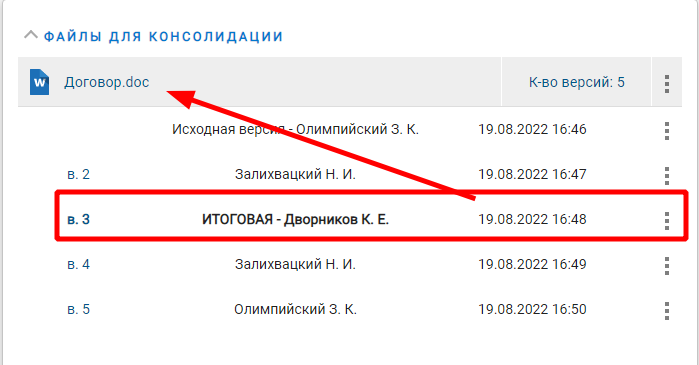 ФАЙЛЫ ДЛЯ КОНСОЛИДАЦИИ
W Договор.doc К-во версий: 5
Исходная версия - Олимпийский З. К. 19.08.2022 16:46
в. 2 Залихвацкий Н. И. 19.08.2022 16:47
в. 3 ИТОГОВАЯ - Дворников К. Е. 19.08.2022 16:48
в. 4 Залихвацкий Н. И. 19.08.2022 16:49
в. 5 Олимпийский З. К. 19.08.2022 16:50